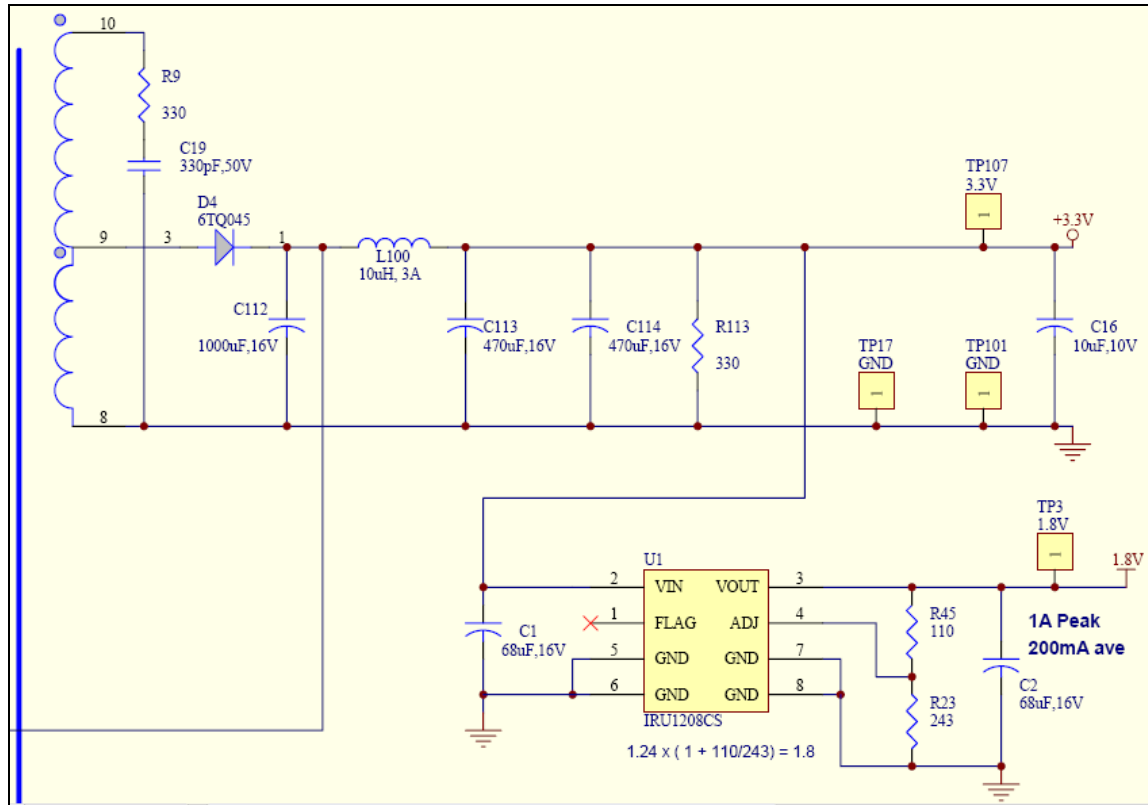 10
R9
330
C19
330pF,50V
D4
6TQ045
9
3
1
L100
10uH, 3A
TP107
3.3V
1
+3.3V
C112
1000uF,16V
C113
470uF,16V
C114
470uF,16V
R113
330
TP17
GND
1
TP101
GND
1
C16
10uF,10V
8
TP3
1.8V
1
1.8V
U1
2
VIN
VOUT
3
1
FLAG
ADJ
4
5
GND
GND
7
6
GND
GND
8
IRU1208CS
C1
68uF,16V
R45
110
R23
243
1A Peak
200mA ave
C2
68uF,16V
1.24 x ( 1 + 110/243) = 1.8